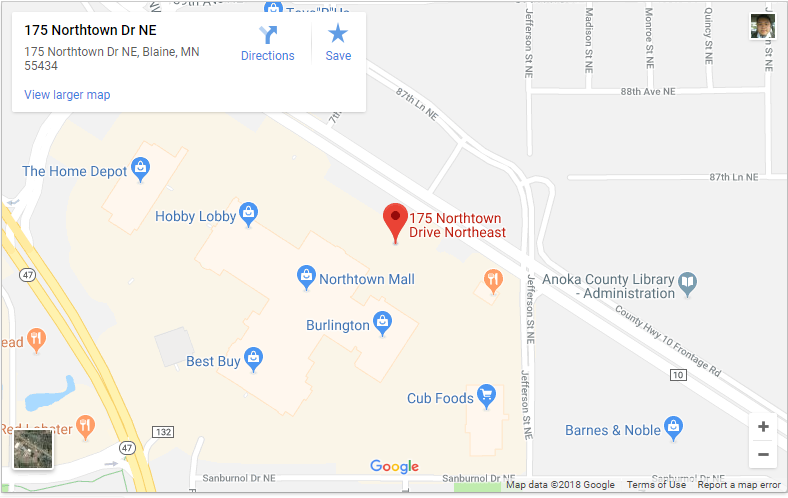 89th Ave NE
Toys"R"Us
175 Northtown Dr NE
175 Northtown Dr NE, Blaine, MN
55434
Directions
Save
View larger map
Jefferson St NE
Madison St NE
Monroe St NE
Quincy St NE
87th Ln NE
88th Ave NE
87th Ln NE
The Home Depot
Hobby Lobby
175 Northtown
Drive Northeast
47
Northtown Mall
Anoka County Library
- Administration
Jefferson St NE
County Hwy 10 Frontage Rd
Burlington
ead
Best Buy
10
Jefferson St NE
Cub Foods
Red Lobster
132
47
Barnes & Noble
+
−
Google
Sanburnol Dr NE
Sanburnol Dr NE
Map data ©2018 Google
Terms of Use
Report a map error